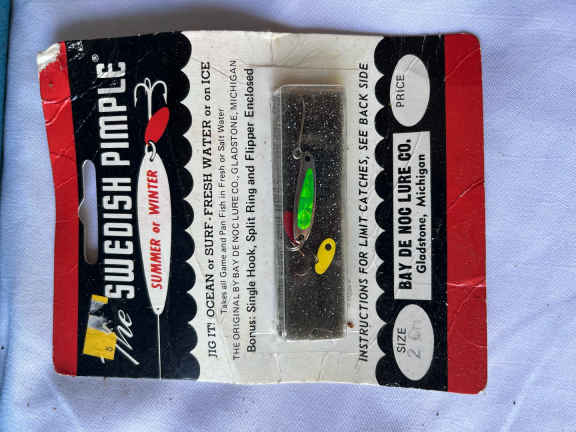 The SWEDISH PIMPLE®
SUMMER or WINTER
JIG IT! OCEAN or SURF-FRESH WATER or on ICE
Takes all Game and Pan Fish in Fresh or Salt Water
THE ORIGINAL BY BAY DE NOC LURE CO., GLADSTONE, MICHIGAN
Bonus: Single Hook, Split Ring and Flipper Enclosed
INSTRUCTIONS FOR LIMIT CATCHES, SEE BACK SIDE
SIZE
2
BAY DE NOC LURE CO.
Gladstone, Michigan
PRICE